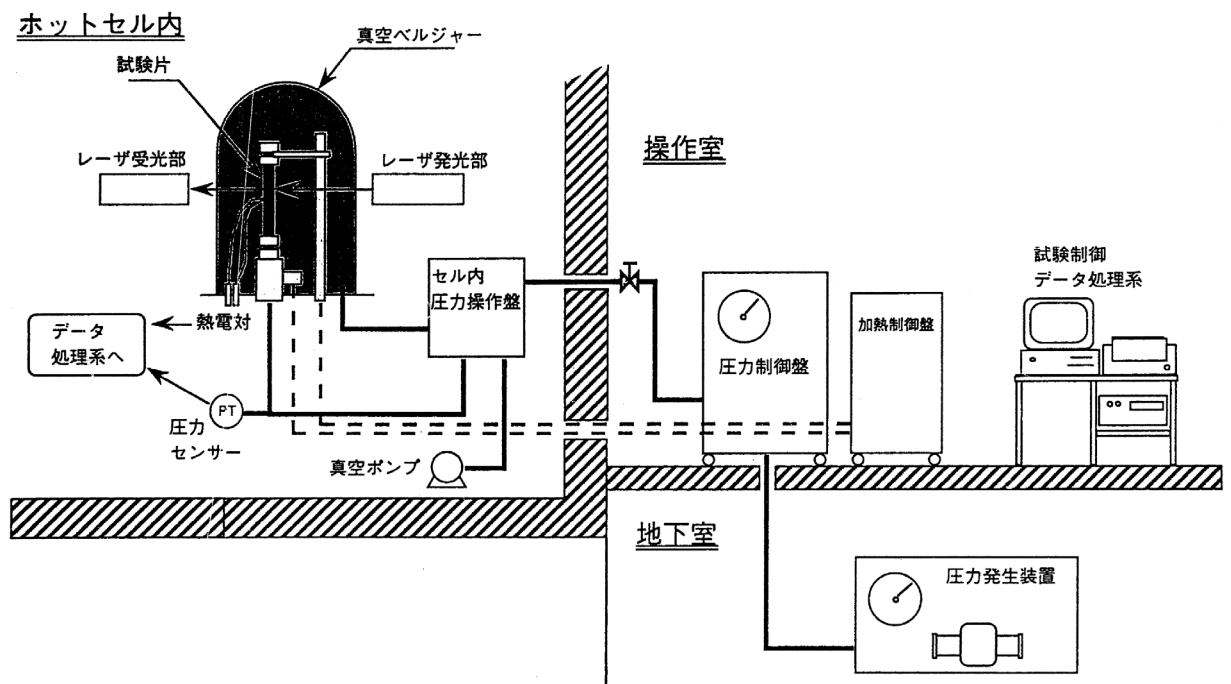 ホットセル内
真空ベルジャー
試験片
レーザ受光部
レーザ発光部
操作室
セル内
圧力操作盤
試験制御
データ処理系
加熱制御盤
圧力制御盤
熱電対
データ
処理系へ
PT
圧力
センサー
真空ポンプ
地下室
圧力発生装置